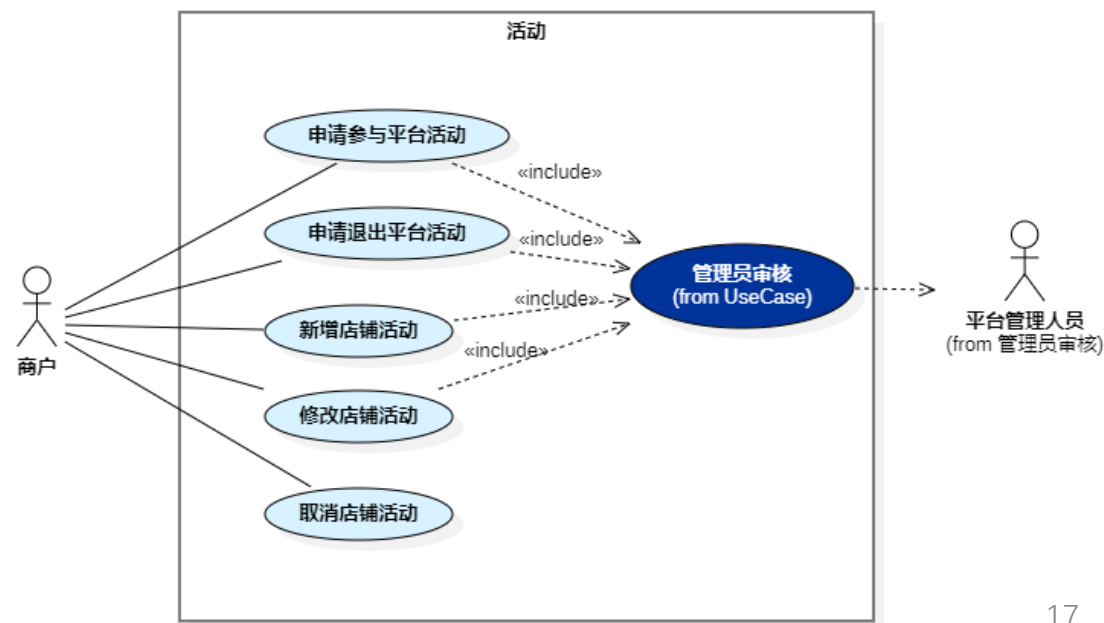 活动
申请参与平台活动
«include»
申请退出平台活动
«include»
管理员审核
(from UseCase)
«include»
新增店铺活动
平台管理人员
(from 管理员审核)
«include»
商户
修改店铺活动
取消店铺活动
17